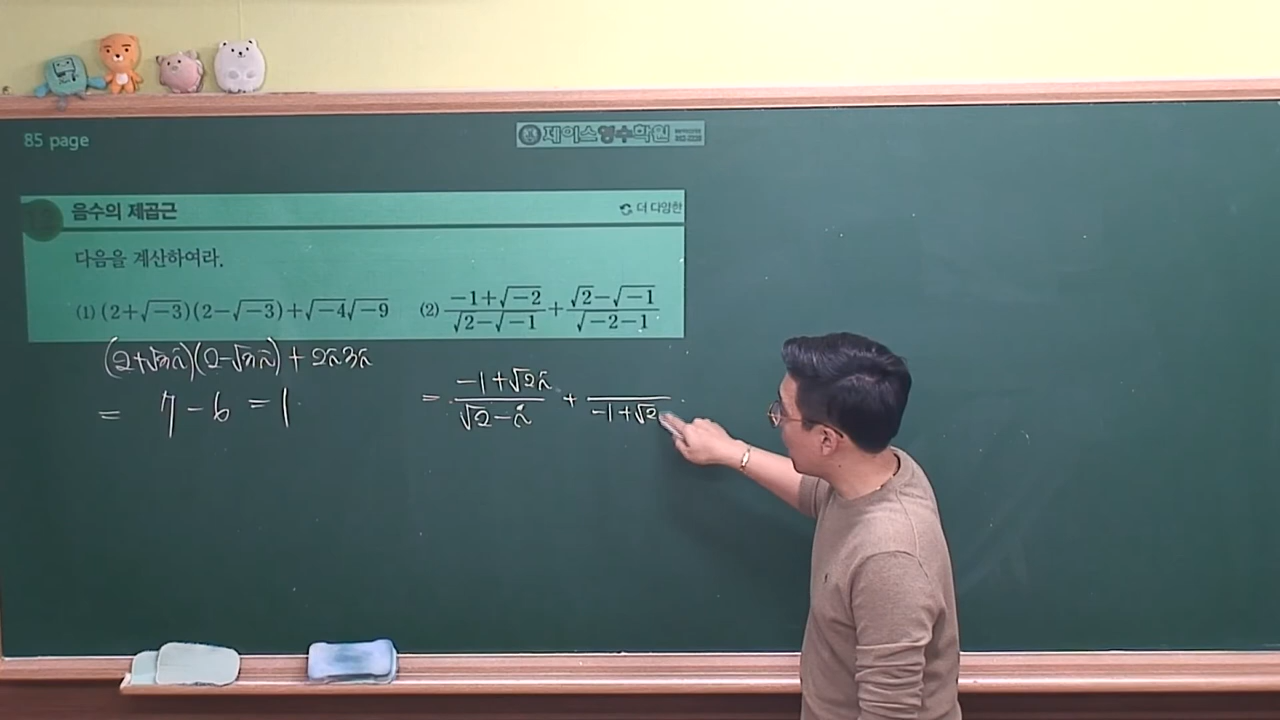 85 page
제이스영수학원
음수의 제곱근
더 다양한
다음을 계산하여라.
(1) (2+√-3)(2-√-3)+√-4√-9
(2) (-1+√-2)/(√2-√-1) + (√2-√-1)/(√-2-1)
(2+√3i)(2-√3i)+2i3i
= 7-6 =1
= (-1+√2i)/(√2-i) + /(-1+√2